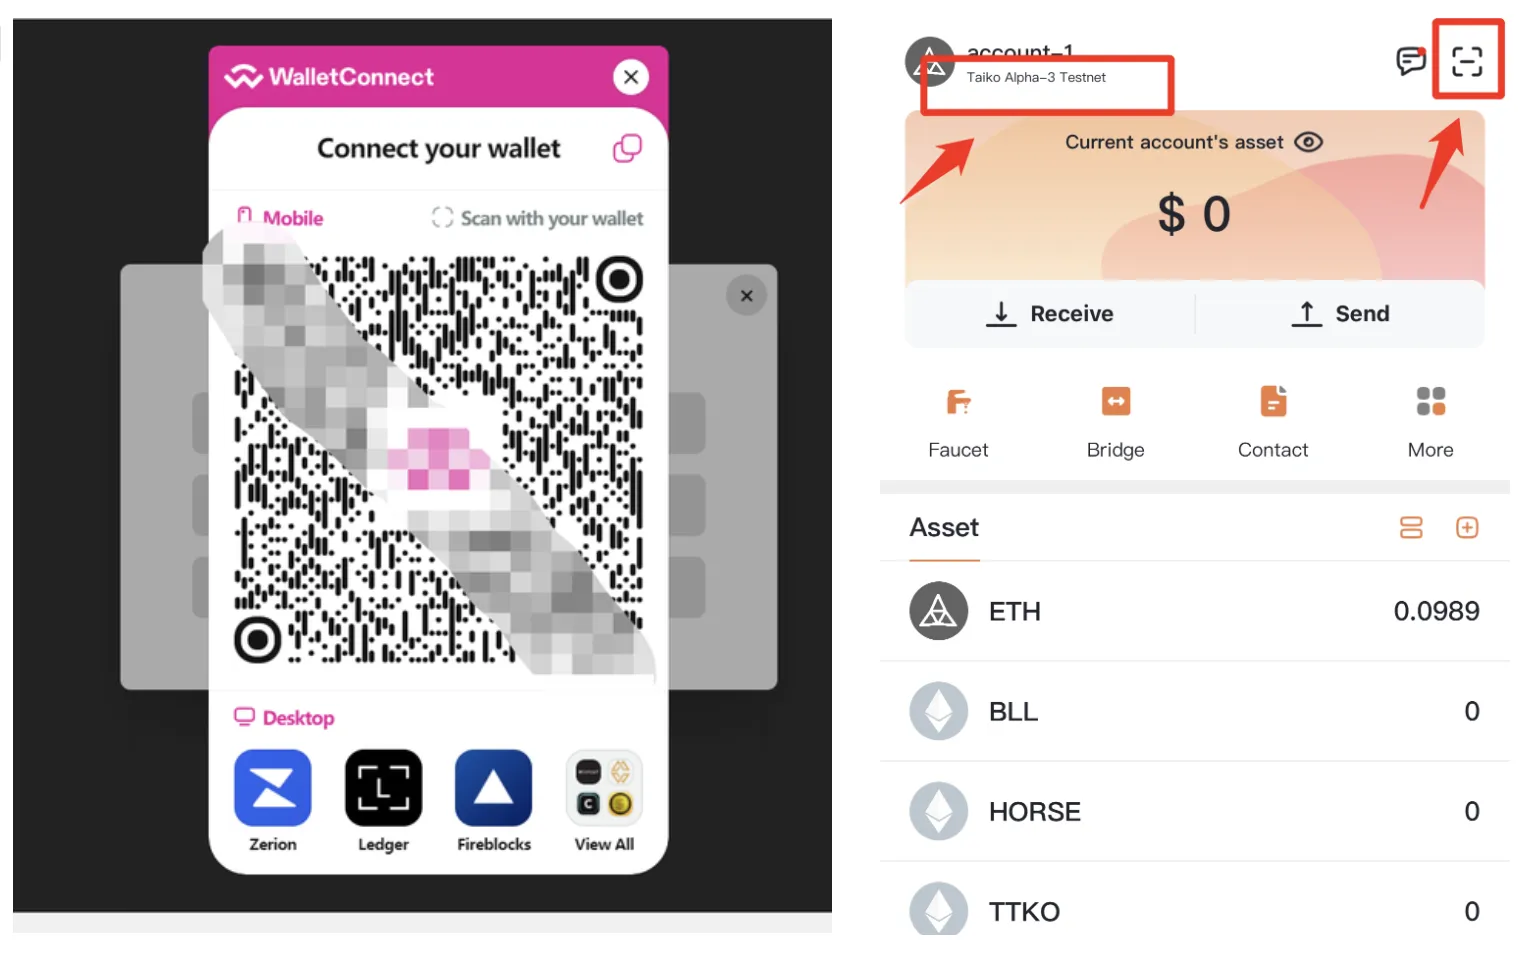 WalletConnect
Connect your wallet
Mobile
Scan with your wallet
Desktop
Zerion
Ledger
Fireblocks
View All
account-1
Taiko Alpha-3 Testnet
Current account's asset
$ 0
Receive
Send
Faucet
Bridge
Contact
More
Asset
ETH 0.0989
BLL 0
HORSE 0
TTKO 0